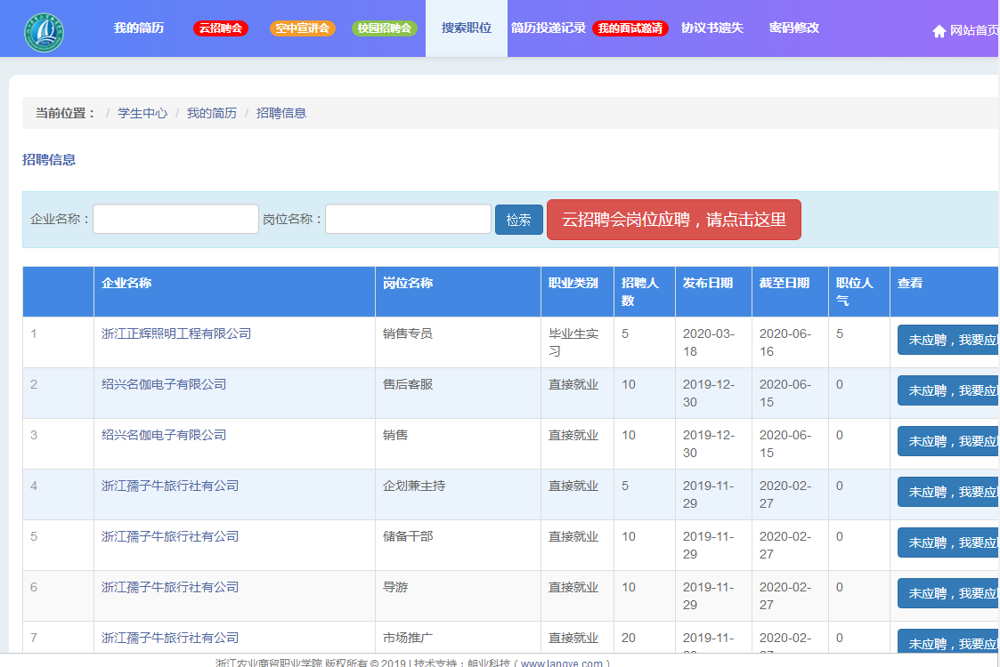 我的简历 云招聘会 空中宣讲会 校园招聘会 搜索职位 简历投递记录 我的面试邀请 协议书遗失 密码修改 网站首页
当前位置： / 学生中心 / 我的简历 / 招聘信息
招聘信息
企业名称： 岗位名称： 检索 云招聘会岗位应聘，请点击这里
企业名称 岗位名称 职业类别 招聘人 发布日期 截至日期 职位人 查看
数 气
1 浙江正辉照明工程有限公司 销售专员 毕业生实 5 2020-03- 2020-06- 5 未应聘，我要应
习 18 16
2 绍兴名伽电子有限公司 售后客服 直接就业 10 2019-12- 2020-06- 0 未应聘，我要应
30 15
3 绍兴名伽电子有限公司 销售 直接就业 10 2019-12- 2020-06- 0 未应聘，我要应
30 15
4 浙江孺子牛旅行社有公司 企划兼主持 直接就业 5 2019-11- 2020-02- 0 未应聘，我要应
29 27
5 浙江孺子牛旅行社有公司 储备干部 直接就业 10 2019-11- 2020-02- 0 未应聘，我要应
29 27
6 浙江孺子牛旅行社有公司 导游 直接就业 10 2019-11- 2020-02- 0 未应聘，我要应
29 27
7 浙江孺子牛旅行社有公司 市场推广 直接就业 20 2019-11- 2020-02- 0 未应聘，我要应
浙江农业商贸职业学院 版权所有 © 2019 | 技术支持：朗业科技（ www.langye.com ）